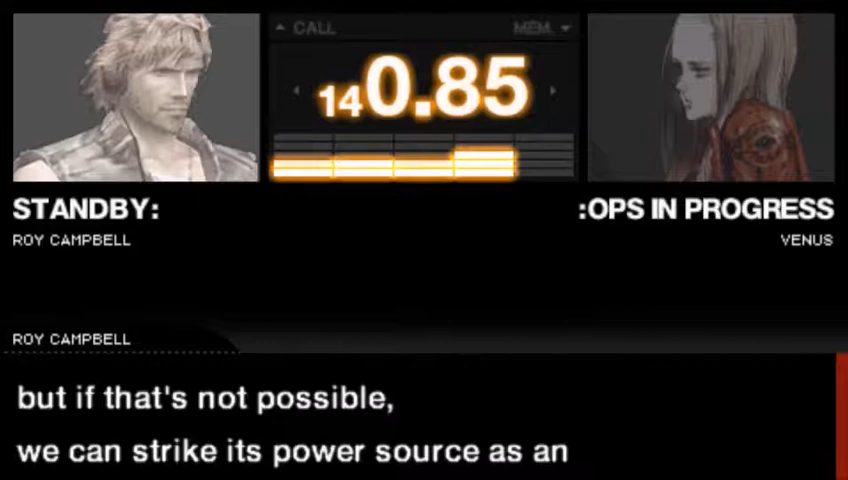 CALL MEM.
140.85
STANDBY: :OPS IN PROGRESS
ROY CAMPBELL VENUS
ROY CAMPBELL
but if that's not possible,
we can strike its power source as an